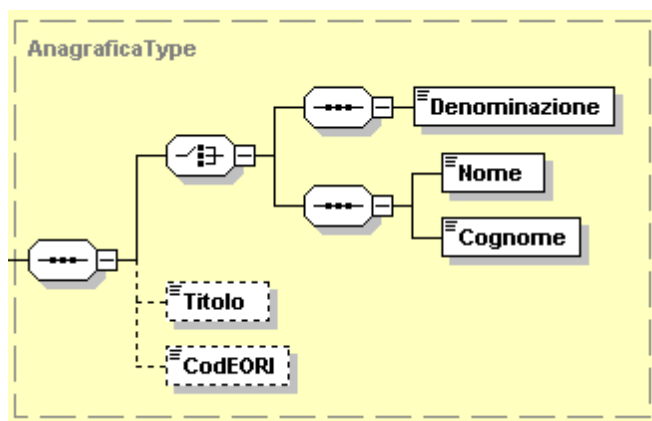 AnagraficaType
Denominazione
Nome
Cognome
Titolo
CodEORI